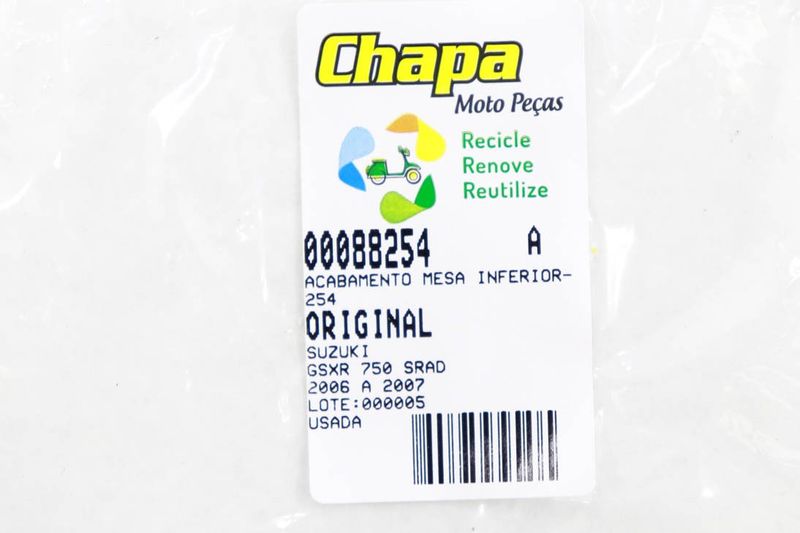 Chapa
Moto Peças
Recicle
Renove
Reutilize
00088254 A
ACABAMENTO MESA INFERIOR-
254
ORIGINAL
SUZUKI
GSXR 750 SRAD
2006 A 2007
LOTE:000005
USADA